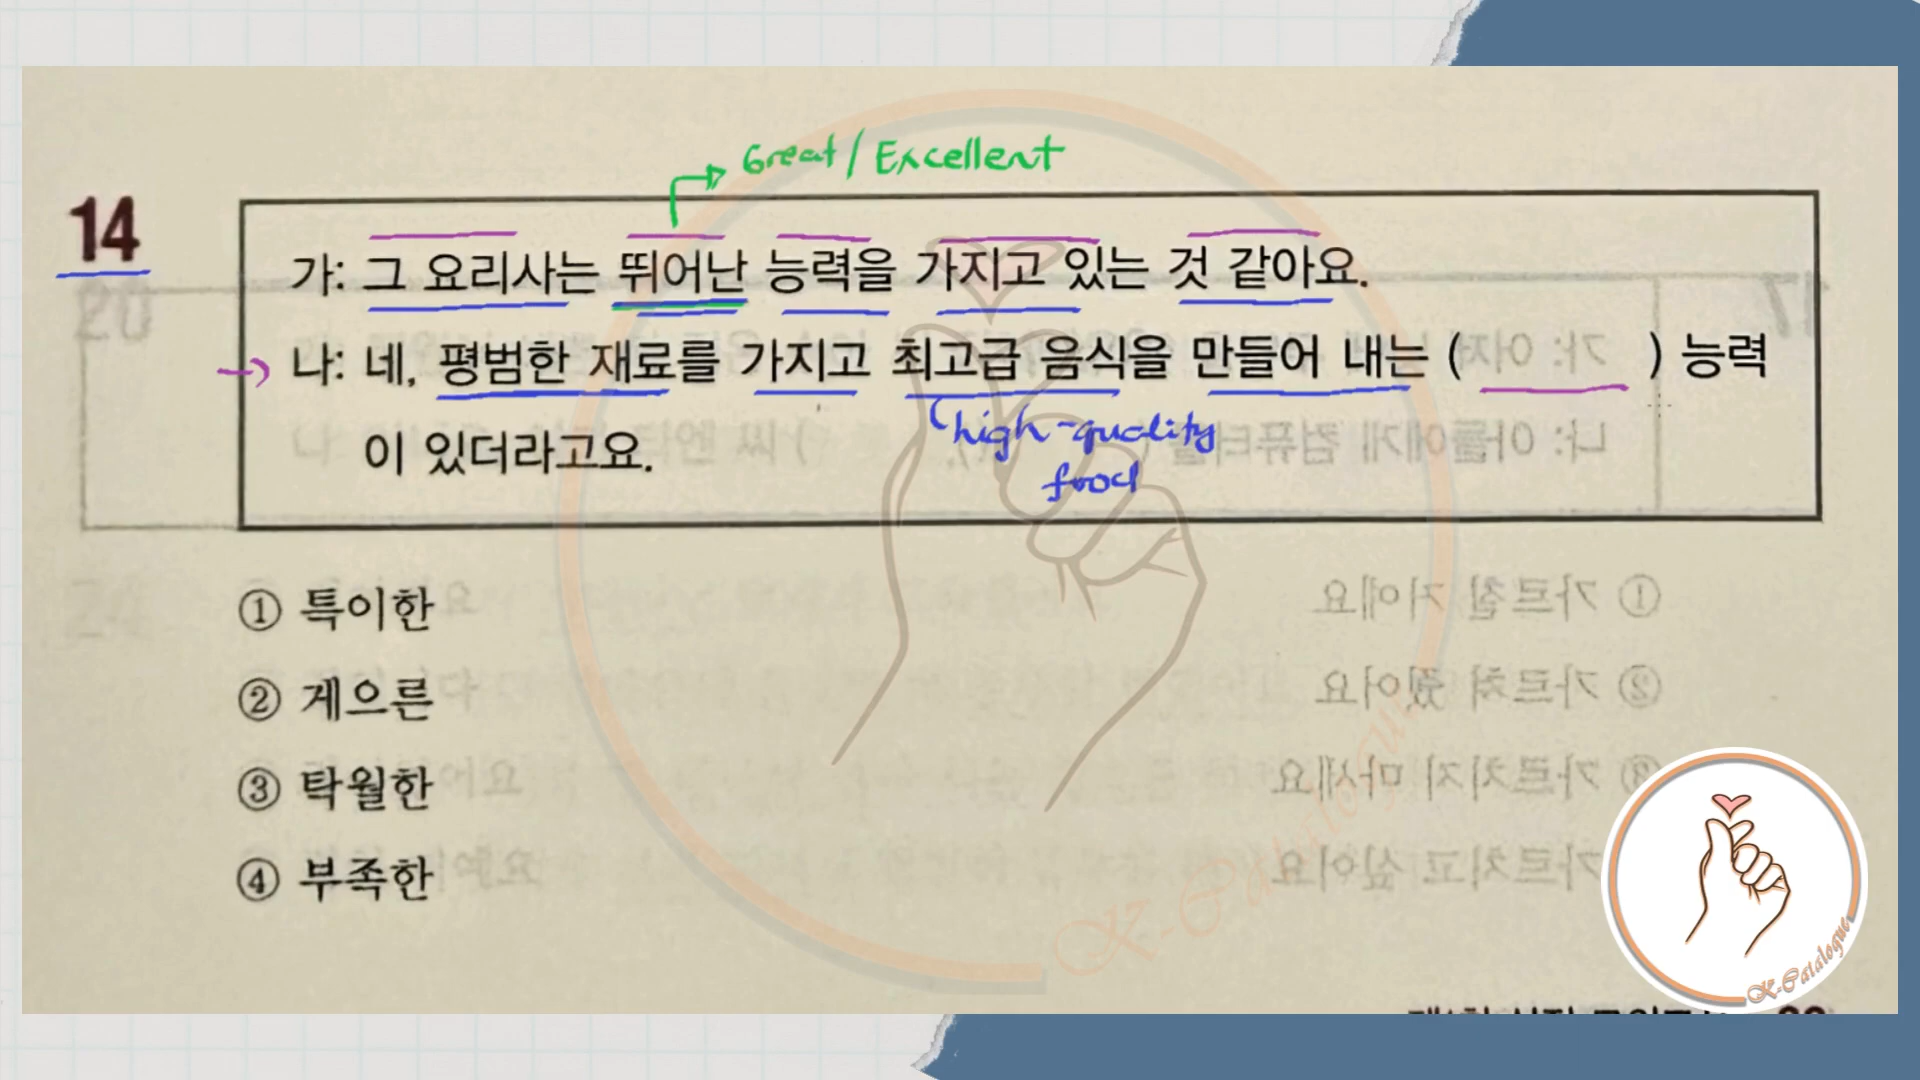 Great / Excellent
14
가: 그 요리사는 뛰어난 능력을 가지고 있는 것 같아요.
나: 네, 평범한 재료를 가지고 최고급 음식을 만들어 내는 ( ) 능력
이 있더라고요.
high-quality
food
① 특이한
② 게으른
③ 탁월한
④ 부족한
K-Catalogue
K-Catalogue